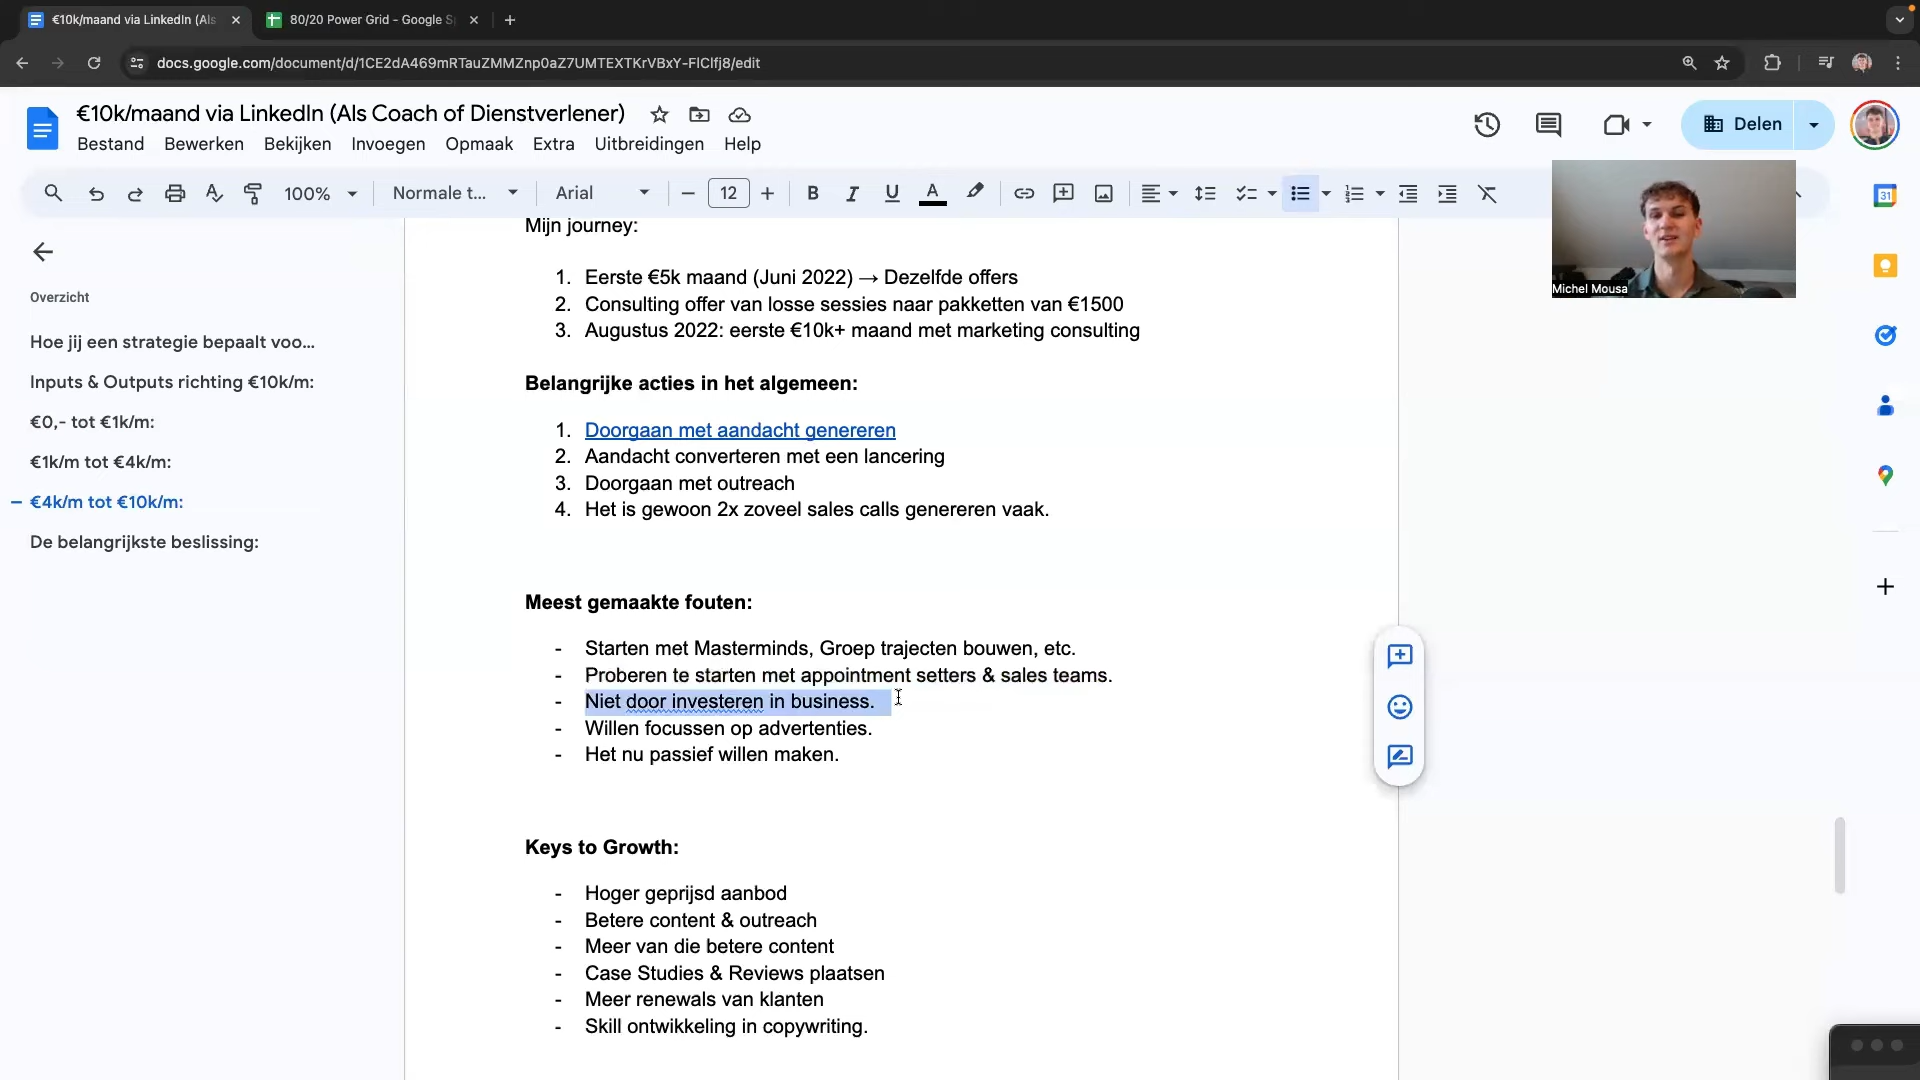 €10k/maand via LinkedIn (Als
80/20 Power Grid - Google S
docs.google.com/document/d/1CE2dA469mRTauZMMZnp0aZ7UMTEXTKrVBxY-FlClfj8/edit
€10k/maand via LinkedIn (Als Coach of Dienstverlener)
Bestand Bewerken Bekijken Invoegen Opmaak Extra Uitbreidingen Help
Delen
100% Normale t... Arial 12
Michel Mousa
31
Overzicht
Hoe jij een strategie bepaalt voo...
Inputs & Outputs richting €10k/m:
€0,- tot €1k/m:
€1k/m tot €4k/m:
€4k/m tot €10k/m:
De belangrijkste beslissing:
Mijn journey:
1. Eerste €5k maand (Juni 2022) → Dezelfde offers
2. Consulting offer van losse sessies naar pakketten van €1500
3. Augustus 2022: eerste €10k+ maand met marketing consulting
Belangrijke acties in het algemeen:
1. Doorgaan met aandacht genereren
2. Aandacht converteren met een lancering
3. Doorgaan met outreach
4. Het is gewoon 2x zoveel sales calls genereren vaak.
Meest gemaakte fouten:
- Starten met Masterminds, Groep trajecten bouwen, etc.
- Proberen te starten met appointment setters & sales teams.
- Niet door investeren in business.
- Willen focussen op advertenties.
- Het nu passief willen maken.
Keys to Growth:
- Hoger geprijsd aanbod
- Betere content & outreach
- Meer van die betere content
- Case Studies & Reviews plaatsen
- Meer renewals van klanten
- Skill ontwikkeling in copywriting.